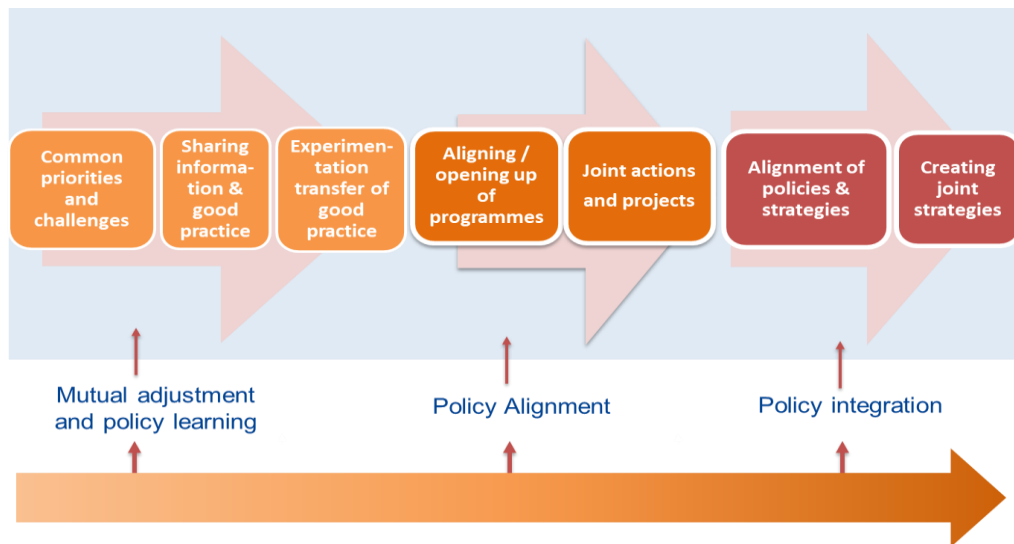 Common
priorities
and
challenges
Sharing
informa-
tion &
good
practice
Experimen-
tation
transfer of
good
practice
Aligning /
opening up
of
programmes
Joint actions
and projects
Alignment of
policies &
strategies
Creating
joint
strategies
Mutual adjustment
and policy learning
Policy Alignment
Policy integration